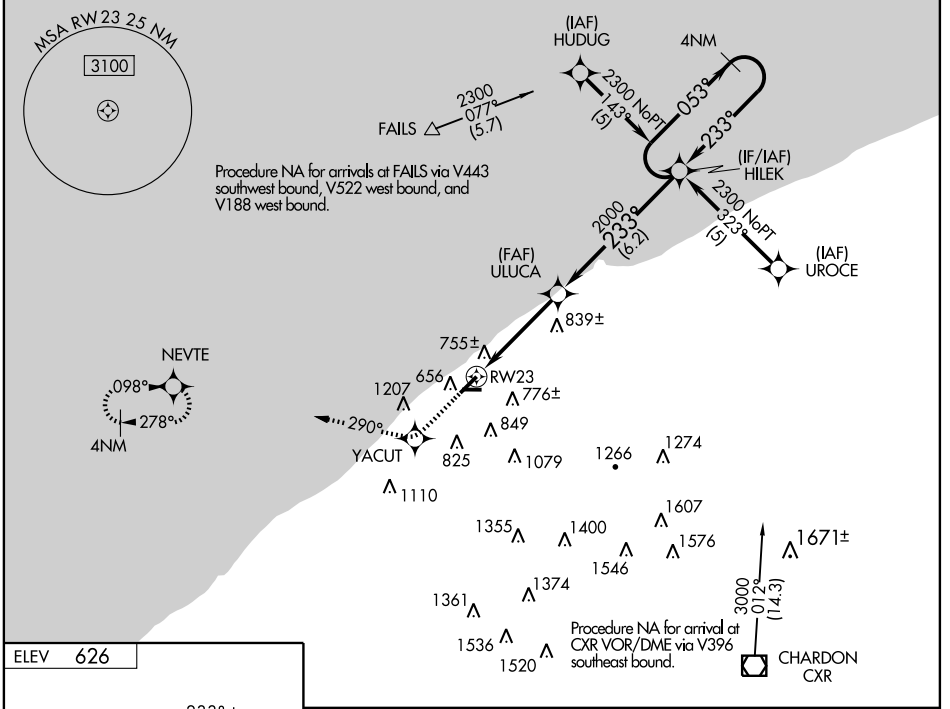 MSA RW23 25 NM
3100
(IAF)
HUDUG
4NM
2300 NoPT
143°
(5)
053°
233°
2300
077°
(5.7)
FAILS
Procedure NA for arrivals at FAILS via V443
southwest bound, V522 west bound, and
V188 west bound.
(IF/IAF)
HILEK
2300 NoPT
323°
(5)
(IAF)
UROCE
2000
233°
(6.2)
(FAF)
ULUCA
839±
755±
NEVTE
098°
278°
4NM
656
RW23
1207
776±
290°
849
YACUT
825
1079
1266
1274
1110
1607
1355
1400
1546
1576
1671±
1374
1361
3000
012°
(14.3)
1536
1520
Procedure NA for arrival at
CXR VOR/DME via V396
southeast bound.
CHARDON
CXR
ELEV 626